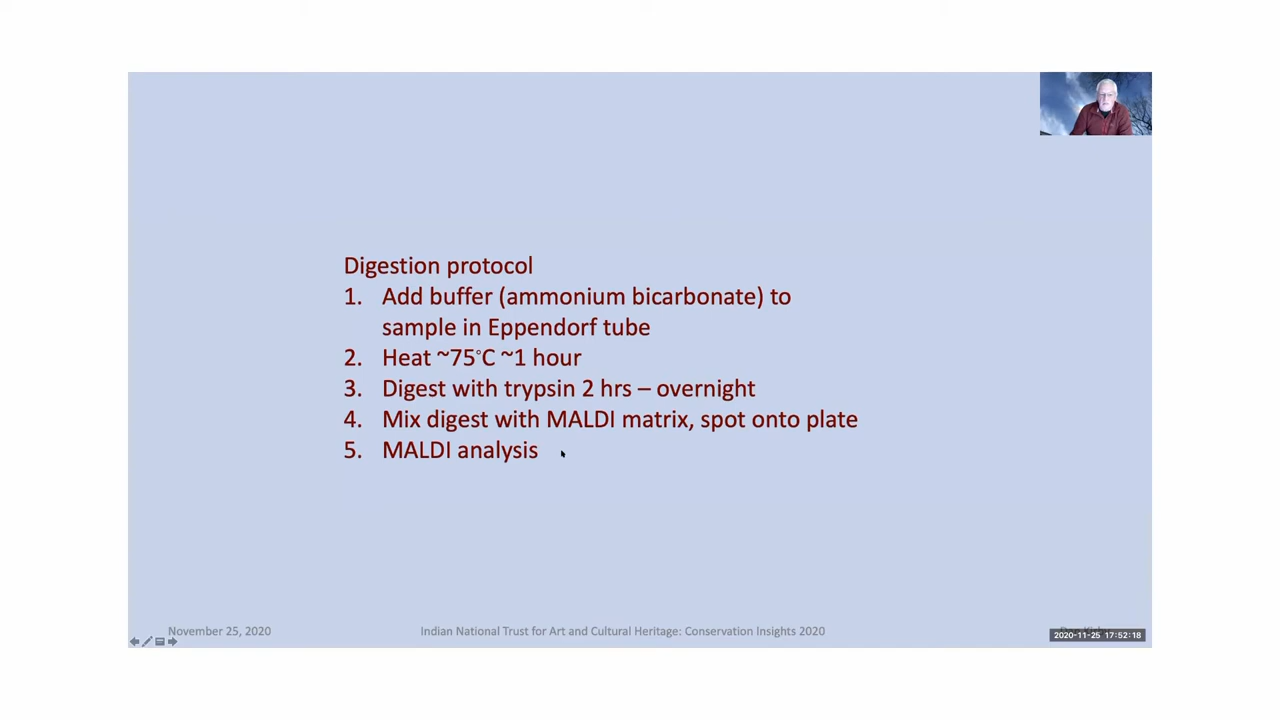 Digestion protocol
1. Add buffer (ammonium bicarbonate) to
sample in Eppendorf tube
2. Heat ~75°C ~1 hour
3. Digest with trypsin 2 hrs – overnight
4. Mix digest with MALDI matrix, spot onto plate
5. MALDI analysis
November 25, 2020
Indian National Trust for Art and Cultural Heritage: Conservation Insights 2020
2020-11-25 17:52:18